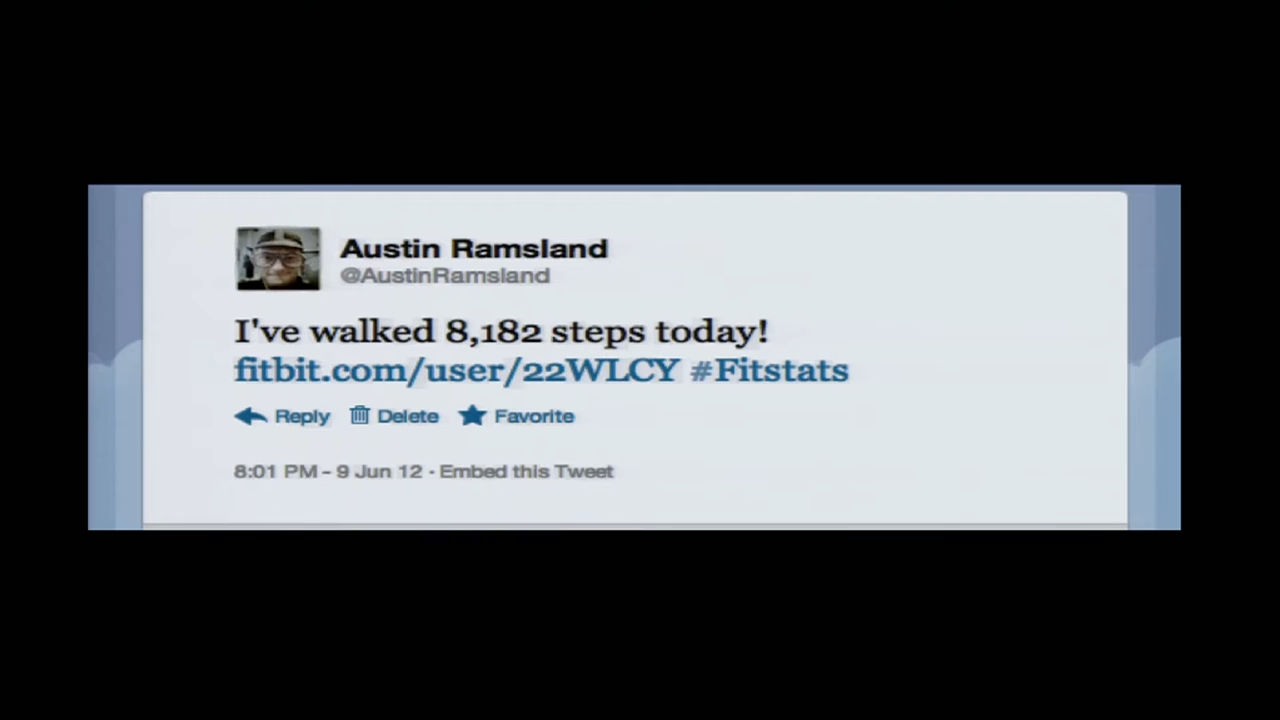 Austin Ramsland
@AustinRamsland
I've walked 8,182 steps today!
fitbit.com/user/22WLCY #Fitstats
Reply Delete Favorite
8:01 PM - 9 Jun 12 · Embed this Tweet